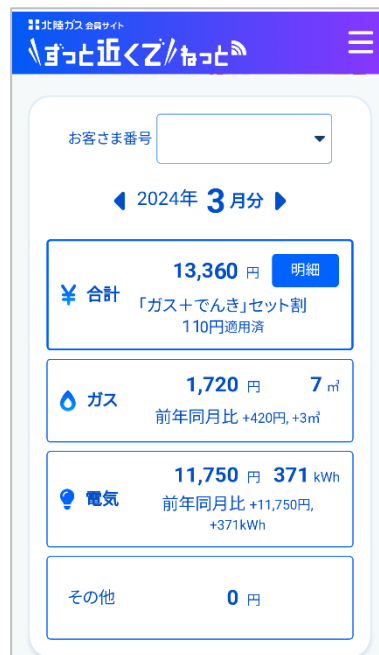 北陸ガス 会員サイト
ずっと近くでねっと
お客さま番号
2024年 3 月分
13,360 円 明細
合計
「ガス＋でんき」セット割
110円適用済
1,720 円 7 ㎥
ガス
前年同月比 +420円, +3㎥
11,750 円 371 kWh
電気
前年同月比 +11,750円,
+371kWh
その他 0 円